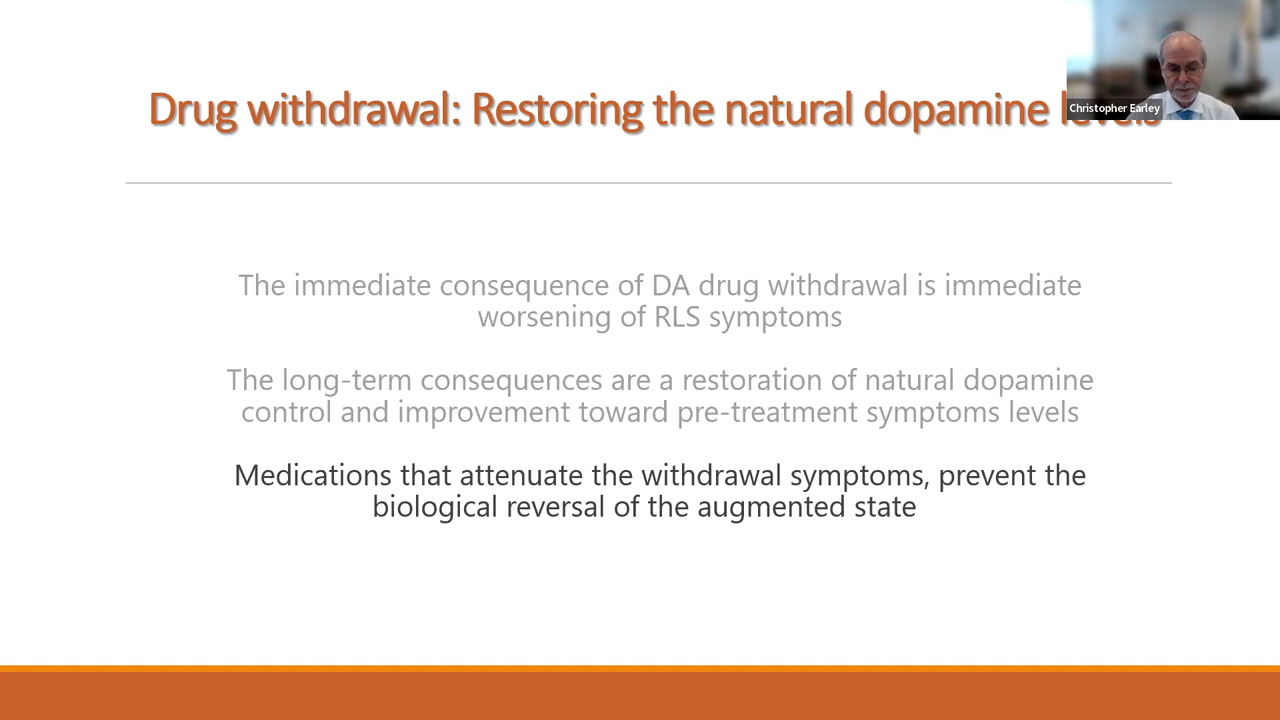 Christopher Earley
Drug withdrawal: Restoring the natural dopamine levels
The immediate consequence of DA drug withdrawal is immediate
worsening of RLS symptoms
The long-term consequences are a restoration of natural dopamine
control and improvement toward pre-treatment symptoms levels
Medications that attenuate the withdrawal symptoms, prevent the
biological reversal of the augmented state